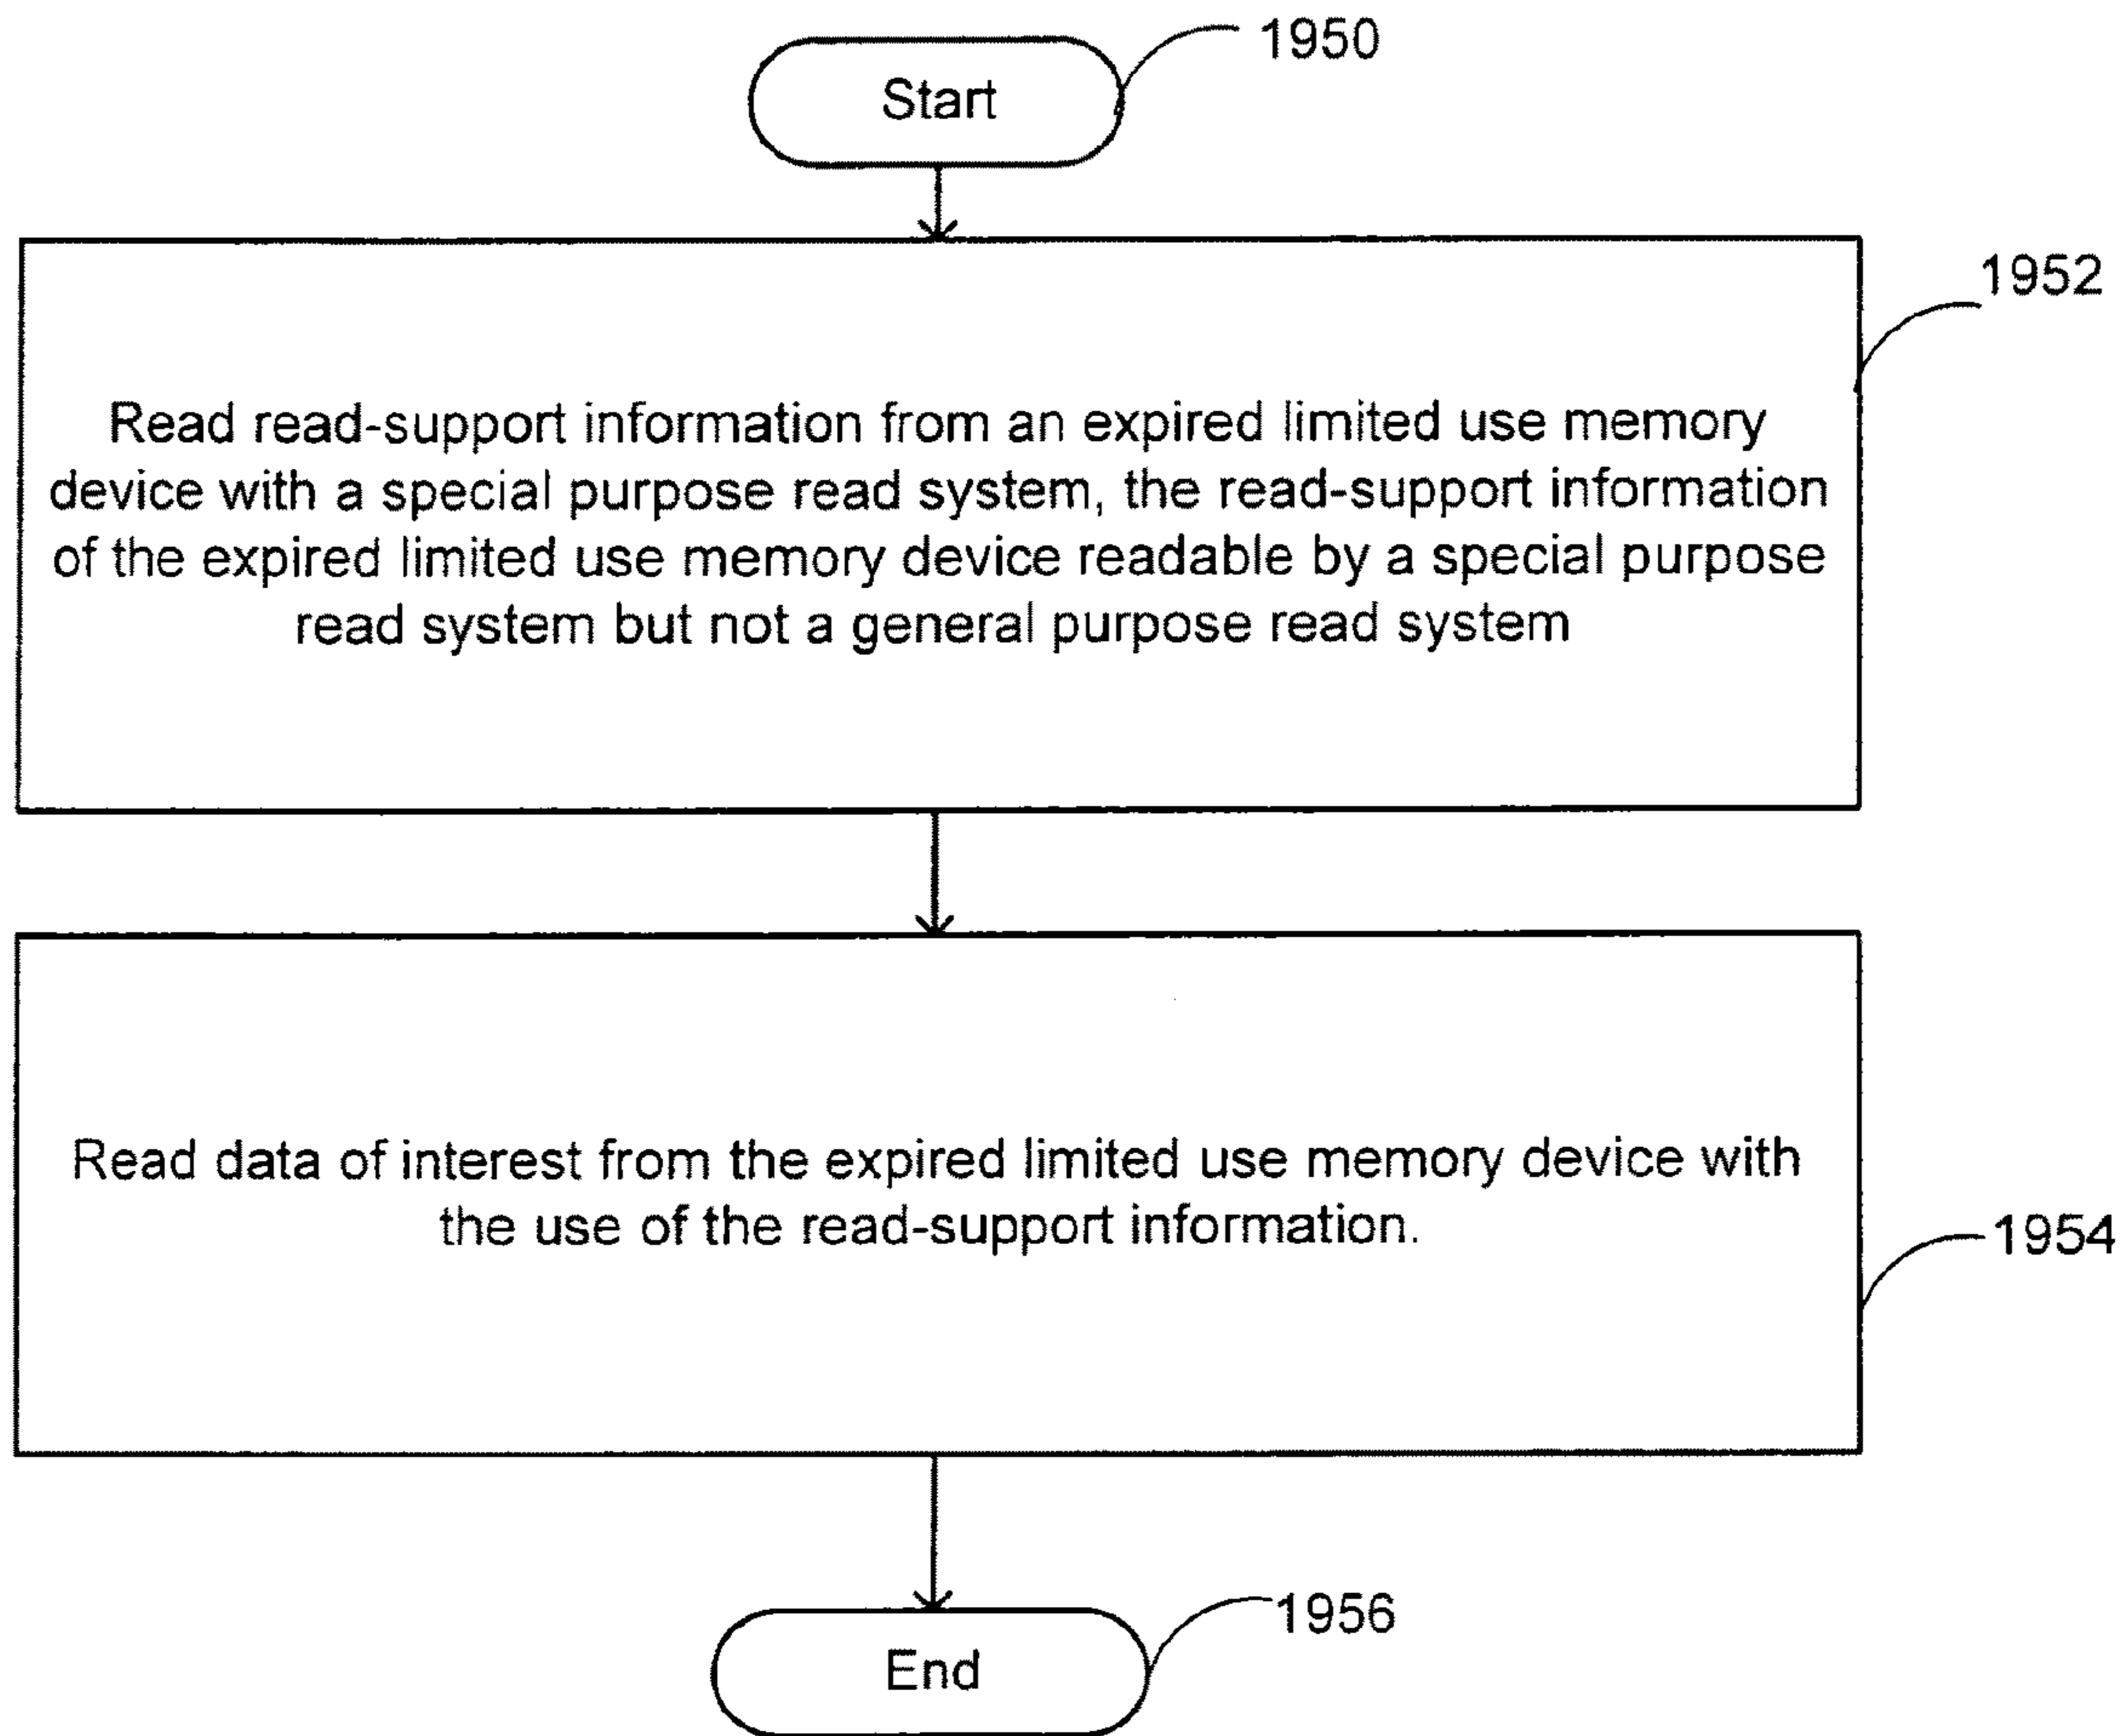 Start
1950
1952
Read read-support information from an expired limited use memory
device with a special purpose read system, the read-support information
of the expired limited use memory device readable by a special purpose
read system but not a general purpose read system
Read data of interest from the expired limited use memory device with
the use of the read-support information.
1954
1956
End